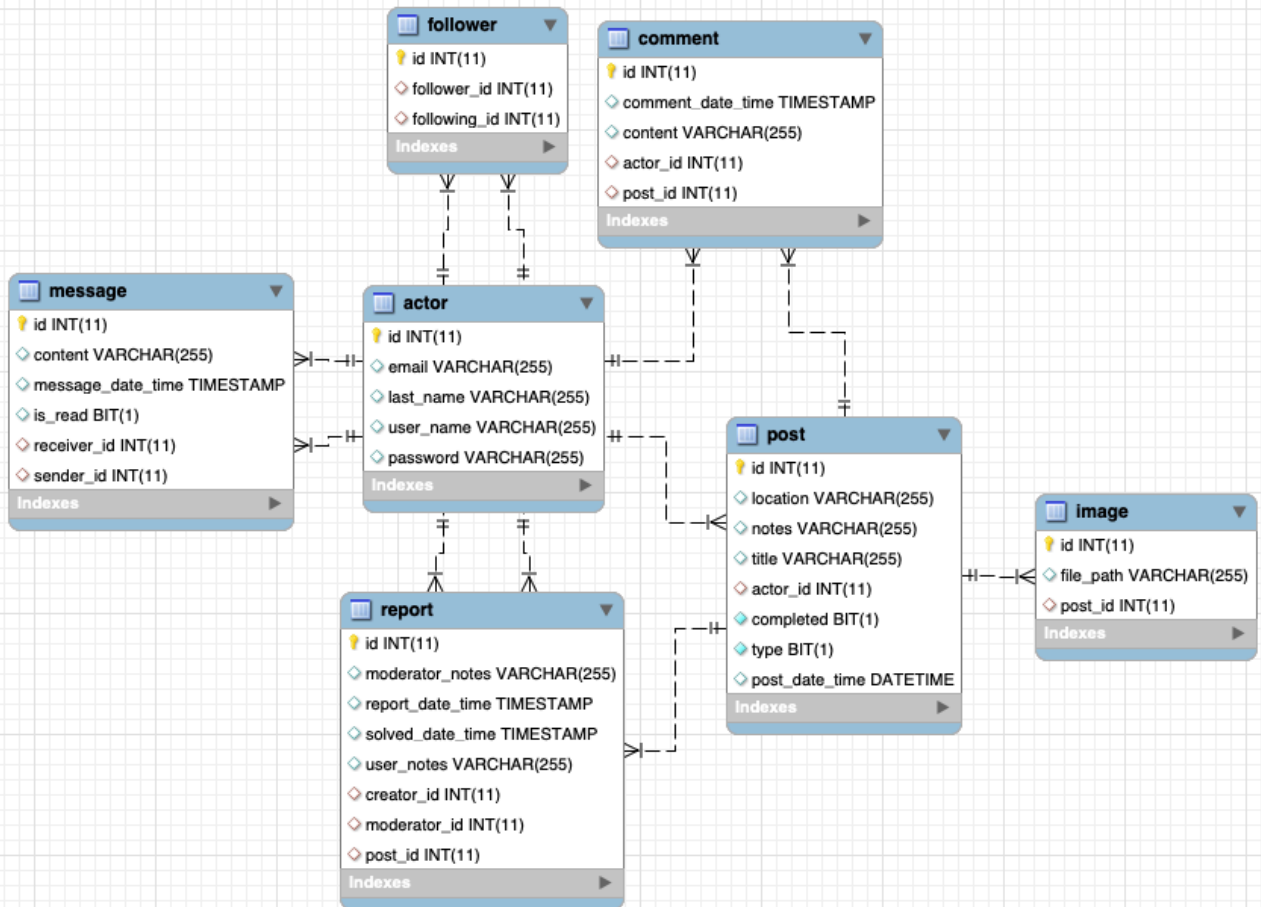 follower
id INT(11)
follower_id INT(11)
following_id INT(11)
Indexes
comment
id INT(11)
comment_date_time TIMESTAMP
content VARCHAR(255)
actor_id INT(11)
post_id INT(11)
Indexes
message
id INT(11)
content VARCHAR(255)
message_date_time TIMESTAMP
is_read BIT(1)
receiver_id INT(11)
sender_id INT(11)
Indexes
actor
id INT(11)
email VARCHAR(255)
last_name VARCHAR(255)
user_name VARCHAR(255)
password VARCHAR(255)
Indexes
post
id INT(11)
location VARCHAR(255)
notes VARCHAR(255)
title VARCHAR(255)
actor_id INT(11)
completed BIT(1)
type BIT(1)
post_date_time DATETIME
Indexes
image
id INT(11)
file_path VARCHAR(255)
post_id INT(11)
Indexes
report
id INT(11)
moderator_notes VARCHAR(255)
report_date_time TIMESTAMP
solved_date_time TIMESTAMP
user_notes VARCHAR(255)
creator_id INT(11)
moderator_id INT(11)
post_id INT(11)
Indexes